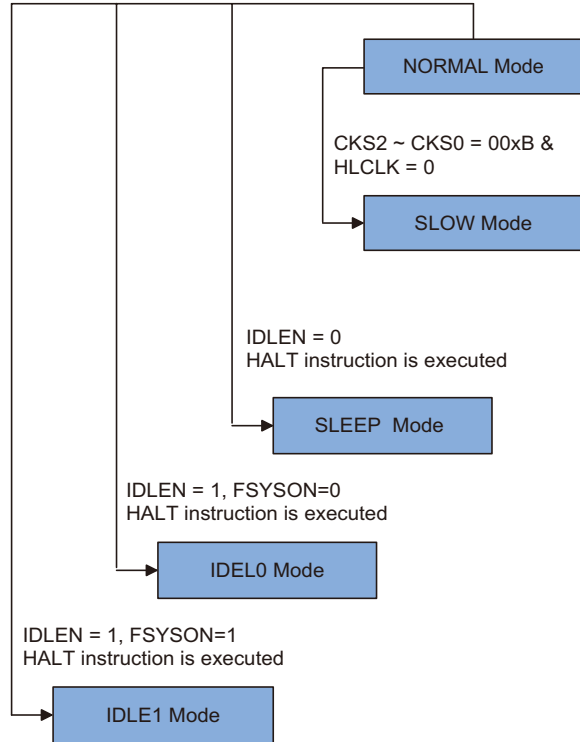 NORMAL Mode
CKS2 ~ CKS0 = 00xB &
HLCLK = 0
SLOW Mode
IDLEN = 0
HALT instruction is executed
SLEEP Mode
IDLEN = 1, FSYSON=0
HALT instruction is executed
IDEL0 Mode
IDLEN = 1, FSYSON=1
HALT instruction is executed
IDLE1 Mode